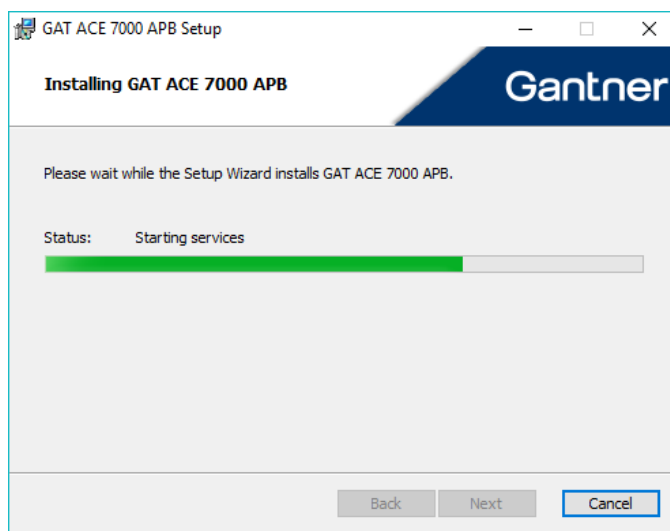 GAT ACE 7000 APB Setup
Installing GAT ACE 7000 APB
Gantner
Please wait while the Setup Wizard installs GAT ACE 7000 APB.
Status: Starting services
Back Next Cancel